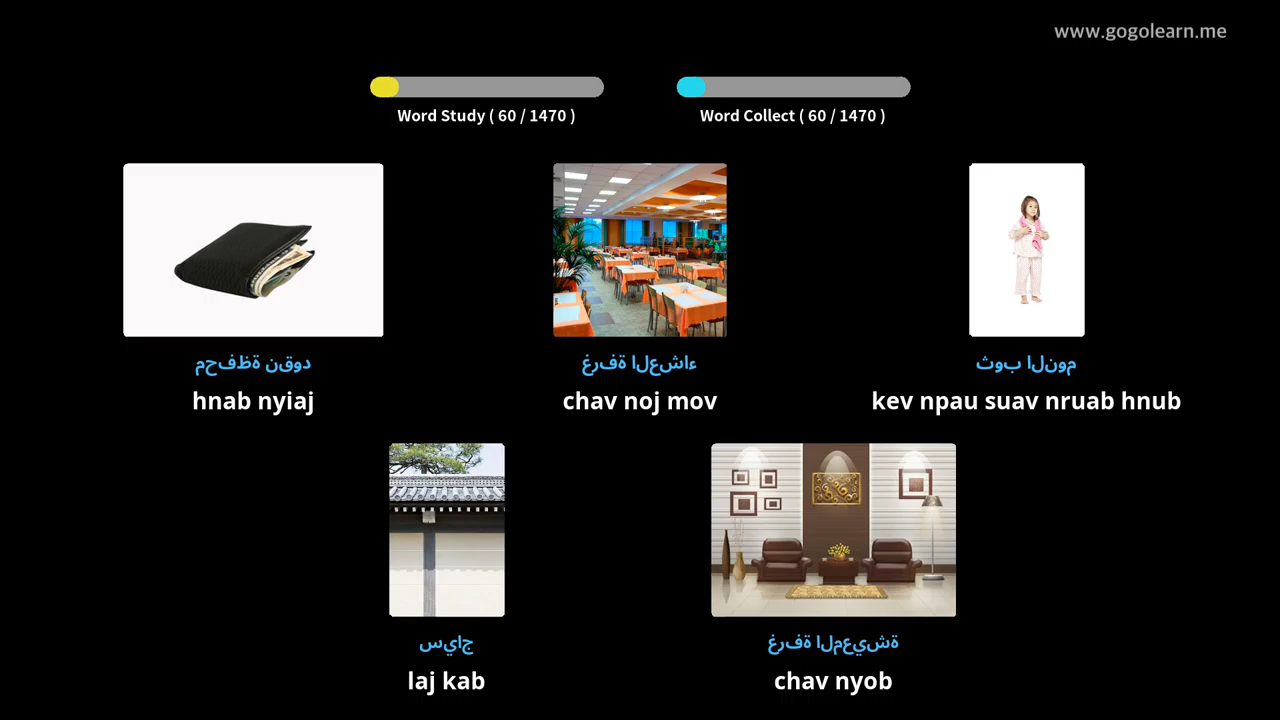 www.gogolearn.me
Word Study ( 60 / 1470 )
Word Collect ( 60 / 1470 )
محفظة نقود
hnab nyiaj
غرفة العشاء
chav noj mov
ثوب النوم
kev npau suav nruab hnub
سياج
laj kab
غرفة المعيشة
chav nyob